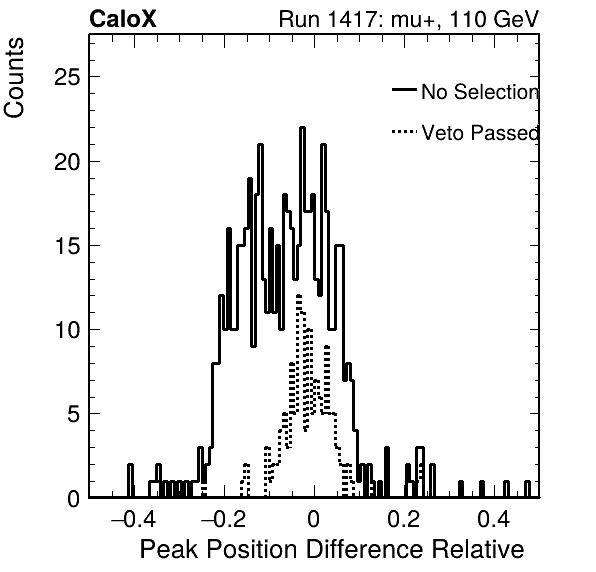 CaloX Run 1417: mu+, 110 GeV
Counts
No Selection
Veto Passed
25
20
15
10
5
0
−0.4 −0.2 0 0.2 0.4
Peak Position Difference Relative